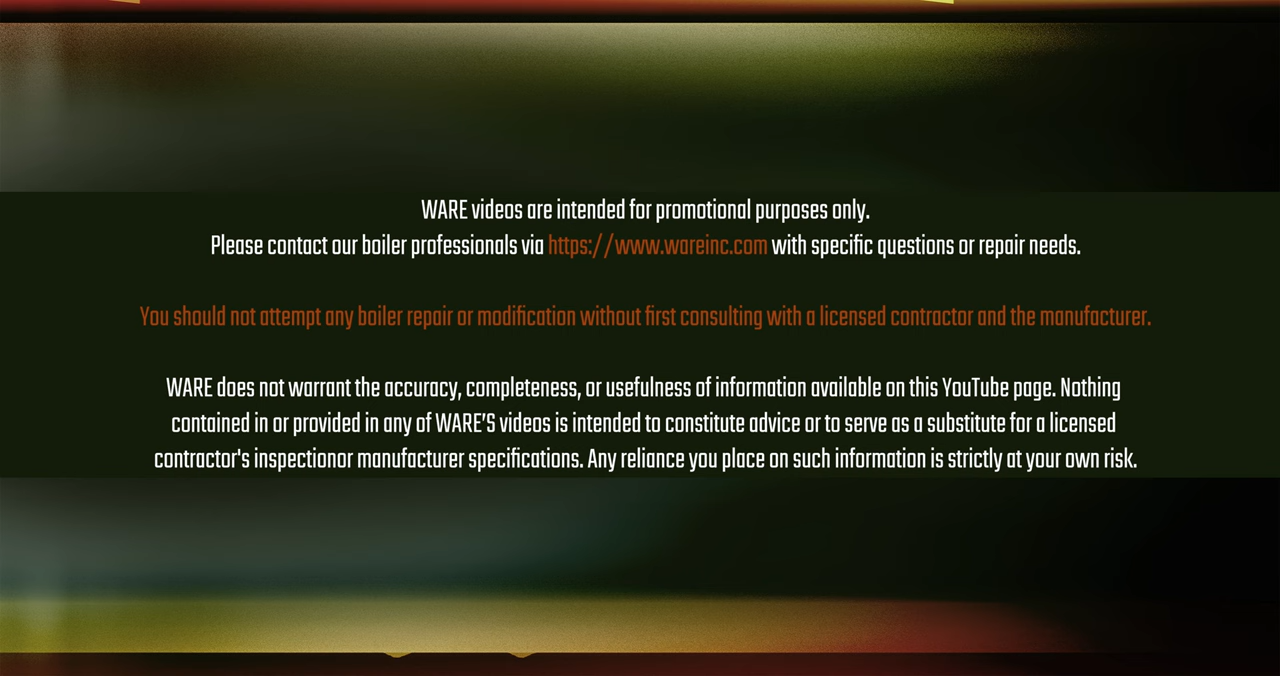 WARE videos are intended for promotional purposes only.
Please contact our boiler professionals via https://www.wareinc.com with specific questions or repair needs.
You should not attempt any boiler repair or modification without first consulting with a licensed contractor and the manufacturer.
WARE does not warrant the accuracy, completeness, or usefulness of information available on this YouTube page. Nothing
contained in or provided in any of WARE’S videos is intended to constitute advice or to serve as a substitute for a licensed
contractor's inspectionor manufacturer specifications. Any reliance you place on such information is strictly at your own risk.